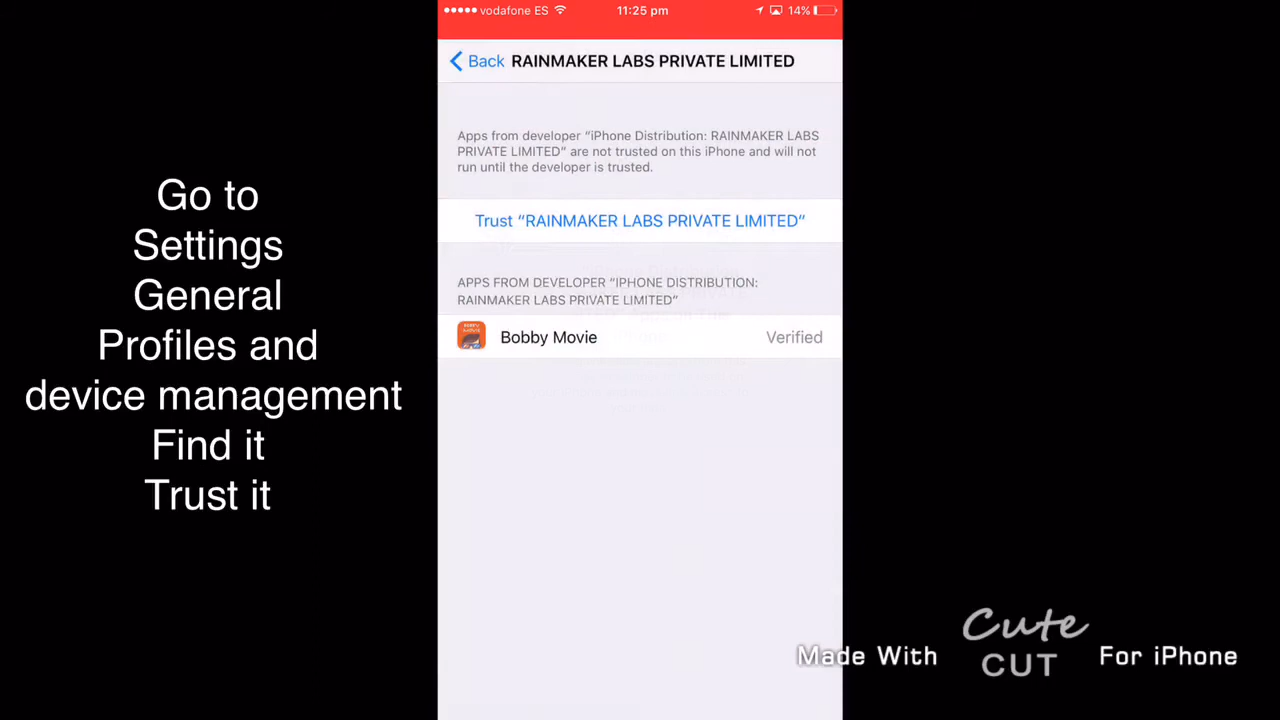 vodafone ES
11:25 pm
14%
Back
RAINMAKER LABS PRIVATE LIMITED
Apps from developer “iPhone Distribution: RAINMAKER LABS
PRIVATE LIMITED” are not trusted on this iPhone and will not
run until the developer is trusted.
Trust “RAINMAKER LABS PRIVATE LIMITED”
APPS FROM DEVELOPER “IPHONE DISTRIBUTION:
RAINMAKER LABS PRIVATE LIMITED”
Bobby Movie
Verified
Go to
Settings
General
Profiles and
device management
Find it
Trust it
Made With
Cute
CUT
For iPhone